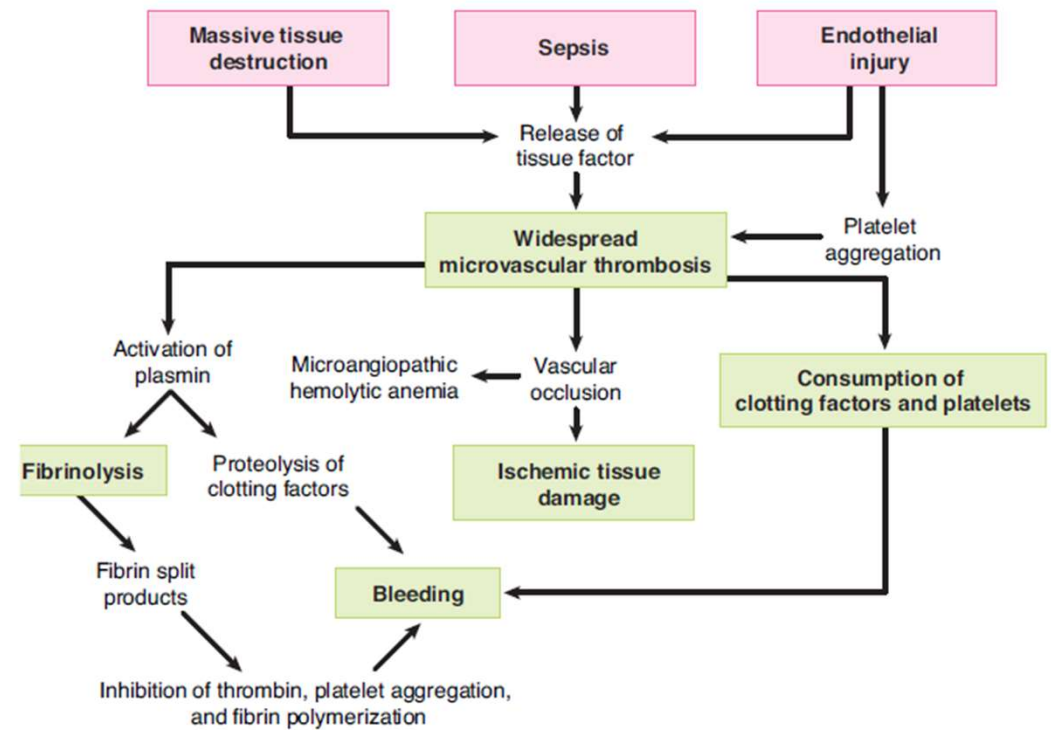 Massive tissue
destruction
Sepsis
Endothelial
injury
Release of
tissue factor
Platelet
aggregation
Widespread
microvascular thrombosis
Activation of
plasmin
Microangiopathic
hemolytic anemia
Vascular
occlusion
Consumption of
clotting factors and platelets
Fibrinolysis
Proteolysis of
clotting factors
Ischemic tissue
damage
Fibrin split
products
Bleeding
Inhibition of thrombin, platelet aggregation,
and fibrin polymerization